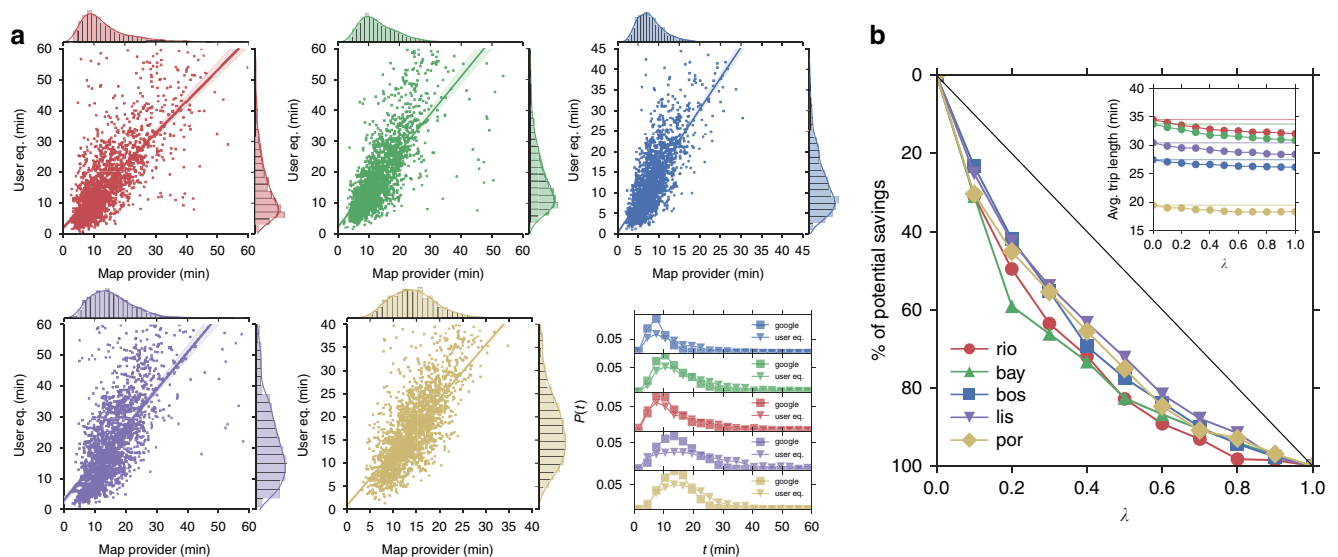 a
User eq. (min)
60
50
40
30
20
10
0
0 10 20 30 40 50 60
Map provider (min)
User eq. (min)
60
50
40
30
20
10
0
0 10 20 30 40 50 60
Map provider (min)
User eq. (min)
45
40
35
30
25
20
15
10
5
0
0 5 10 15 20 25 30 35 45
Map provider (min)
User eq. (min)
60
50
40
30
20
10
0
0 10 20 30 40 50 60
Map provider (min)
User eq. (min)
40
35
30
25
20
15
10
5
0
0 5 10 15 20 25 30 35 40
Map provider (min)
P(t)
0.05
google
user eq.
0.05
google
user eq.
0.05
google
user eq.
0.05
google
user eq.
0.05
google
user eq.
0 10 20 30 40 50 60
t (min)
b
% of potential savings
0
20
40
60
80
100
0.0 0.2 0.4 0.6 0.8 1.0
λ
rio
bay
bos
lis
por
Avg. trip length (min)
40
35
30
25
20
15
0.0 0.2 0.4 0.6 0.8 1.0
λ